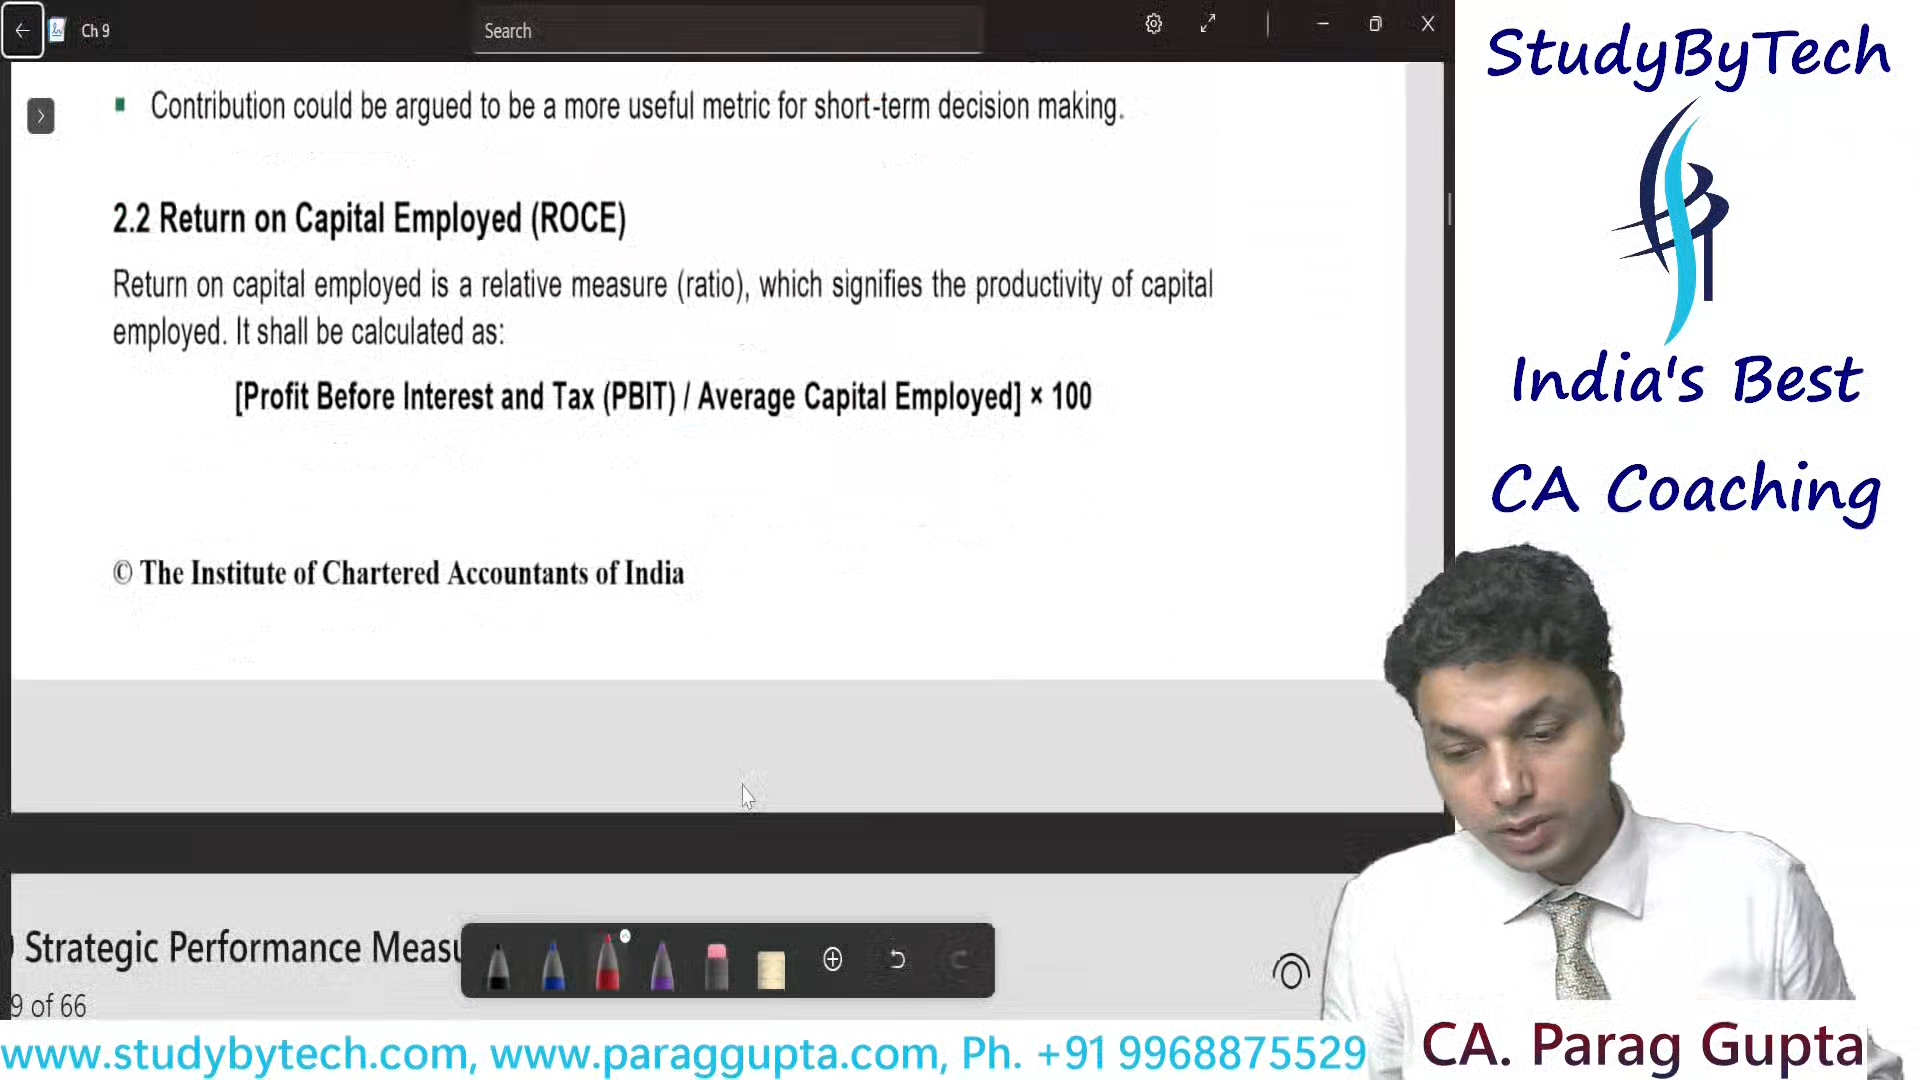 Ch 9
Search
Contribution could be argued to be a more useful metric for short-term decision making.
2.2 Return on Capital Employed (ROCE)
Return on capital employed is a relative measure (ratio), which signifies the productivity of capital
employed. It shall be calculated as:
[Profit Before Interest and Tax (PBIT) / Average Capital Employed] × 100
© The Institute of Chartered Accountants of India
Strategic Performance Measu
9 of 66
StudyByTech
India's Best
CA Coaching
www.studybytech.com, www.paraggupta.com, Ph. +91 9968875529
CA. Parag Gupta